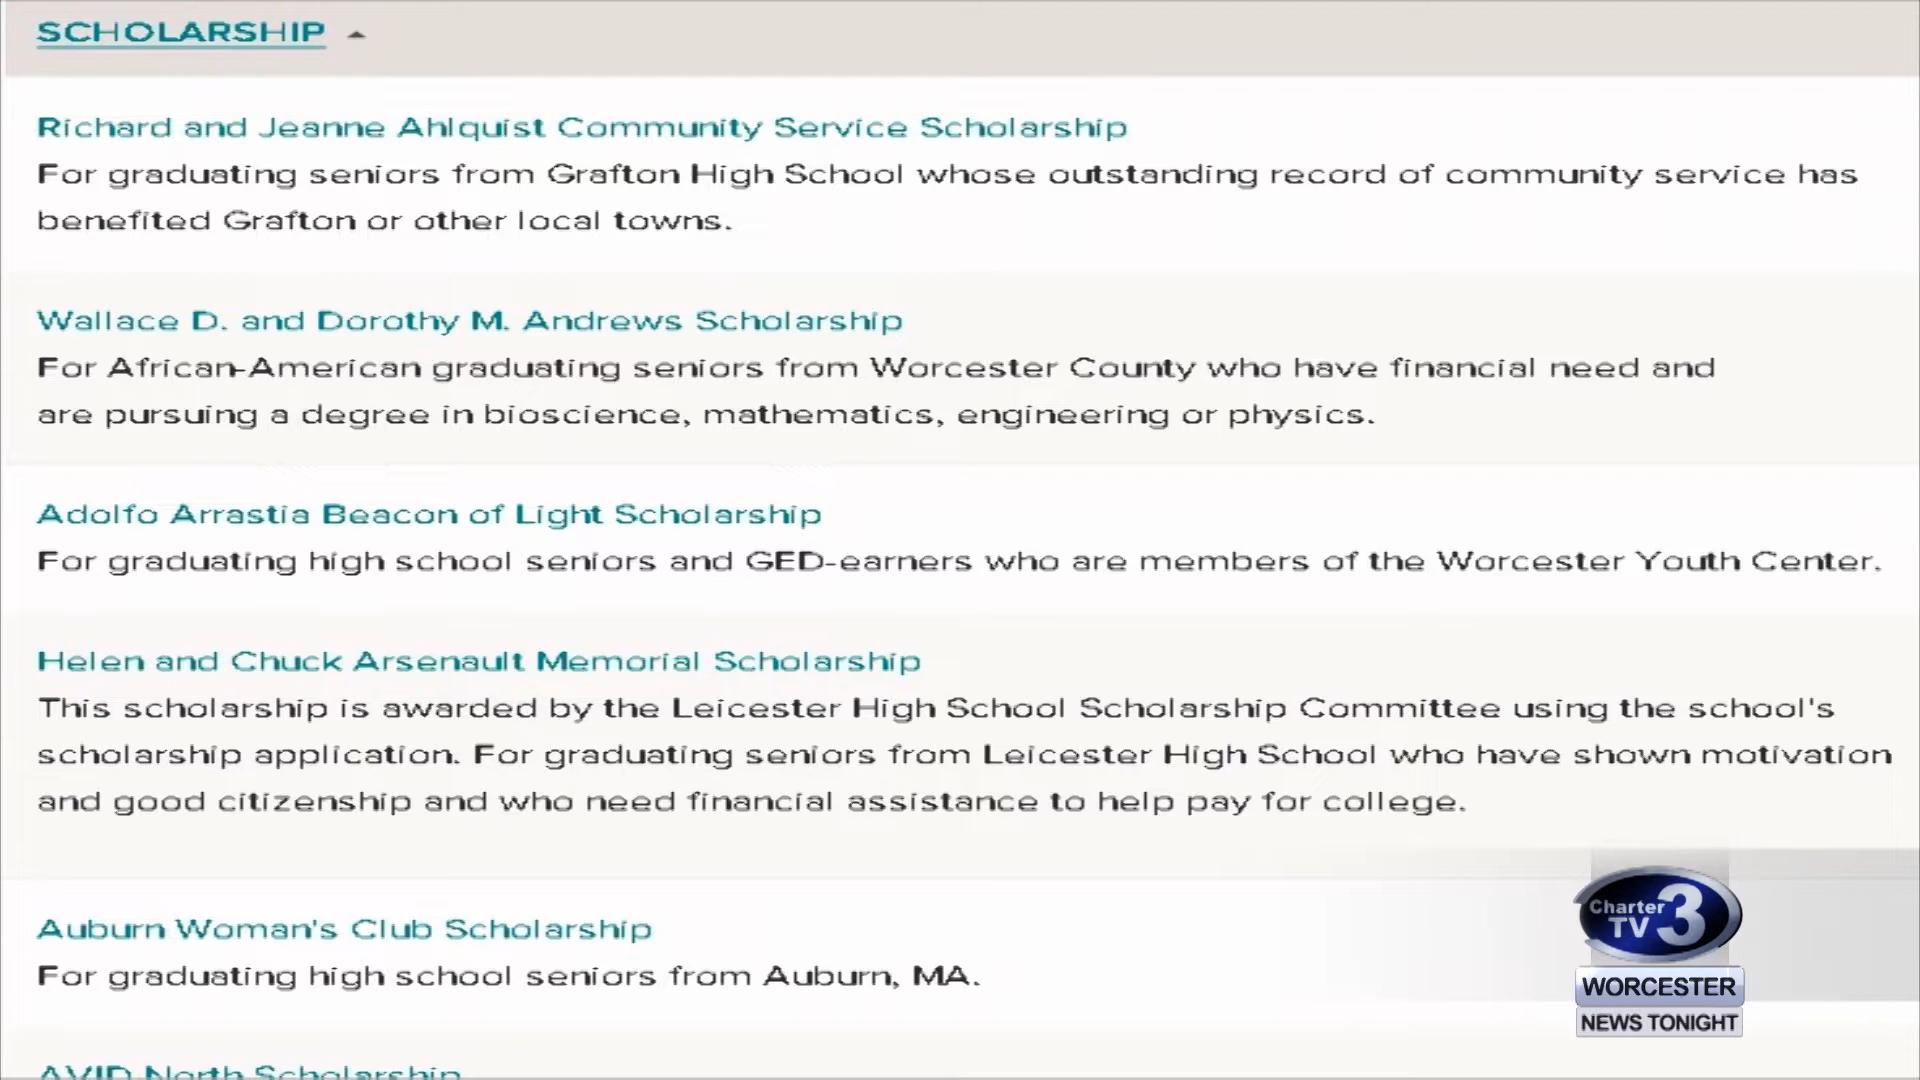 SCHOLARSHIP
Richard and Jeanne Ahlquist Community Service Scholarship
For graduating seniors from Grafton High School whose outstanding record of community service has
benefited Grafton or other local towns.
Wallace D. and Dorothy M. Andrews Scholarship
For African-American graduating seniors from Worcester County who have financial need and
are pursuing a degree in bioscience, mathematics, engineering or physics.
Adolfo Arrastia Beacon of Light Scholarship
For graduating high school seniors and GED-earners who are members of the Worcester Youth Center.
Helen and Chuck Arsenault Memorial Scholarship
This scholarship is awarded by the Leicester High School Scholarship Committee using the school's
scholarship application. For graduating seniors from Leicester High School who have shown motivation
and good citizenship and who need financial assistance to help pay for college.
Auburn Woman's Club Scholarship
For graduating high school seniors from Auburn, MA.
AVID North Scholarship
Charter
TV 3
WORCESTER
NEWS TONIGHT